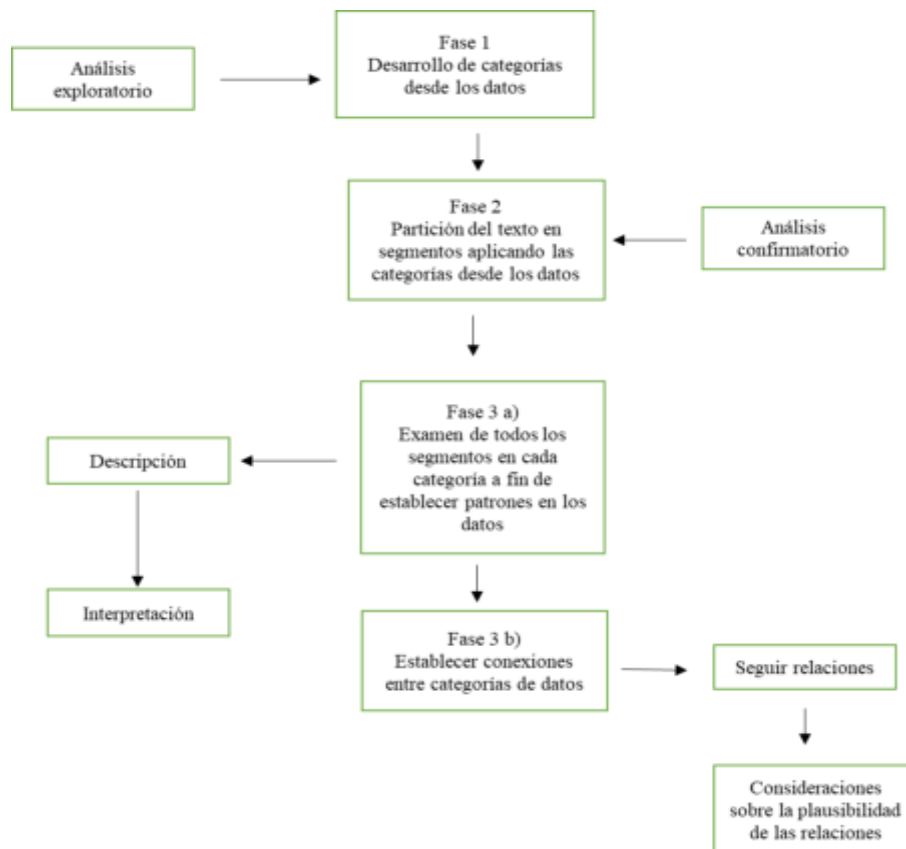 Fase 1
Desarrollo de categorías
desde los datos
Análisis
exploratorio
Fase 2
Partición del texto en
segmentos aplicando las
categorías desde los datos
Análisis
confirmatorio
Fase 3 a)
Examen de todos los
segmentos en cada
categoría a fin de
establecer patrones en los
datos
Descripción
Interpretación
Fase 3 b)
Establecer conexiones
entre categorías de datos
Seguir relaciones
Consideraciones
sobre la plausibilidad
de las relaciones